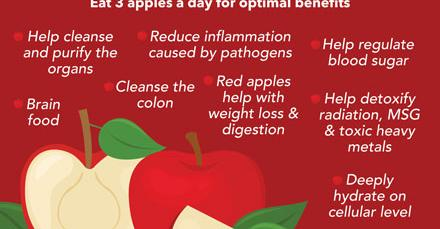 Eat 3 apples a day for optimal benefits
Help cleanse
and purify the
organs
Reduce inflammation
caused by pathogens
Help regulate
blood sugar
Brain
food
Cleanse the
colon
Red apples
help with
weight loss &
digestion
Help detoxify
radiation, MSG
& toxic heavy
metals
Deeply
hydrate on
cellular level